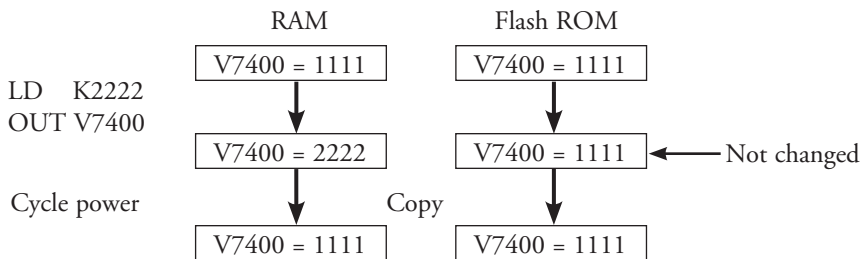 RAM Flash ROM
V7400 = 1111 V7400 = 1111
LD K2222
OUT V7400
V7400 = 2222 V7400 = 1111 Not changed
Cycle power Copy
V7400 = 1111 V7400 = 1111